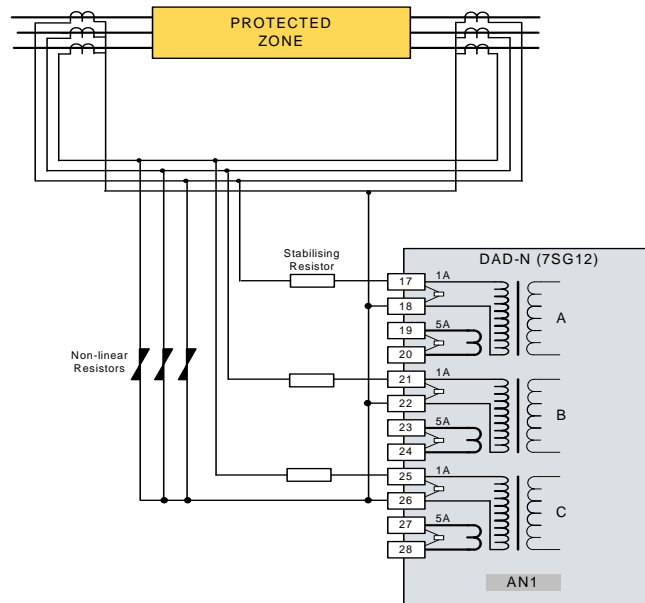 PROTECTED
ZONE
Stabilising
Resistor
DAD-N (7SG12)
17
1A
18
A
19
5A
20
Non-linear
Resistors
21
1A
22
B
23
5A
24
25
1A
26
C
27
5A
28
AN1